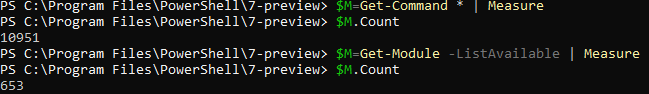 PS C:\Program Files\PowerShell\7-preview> $M=Get-Command * | Measure
PS C:\Program Files\PowerShell\7-preview> $M.Count
10951
PS C:\Program Files\PowerShell\7-preview> $M=Get-Module -ListAvailable | Measure
PS C:\Program Files\PowerShell\7-preview> $M.Count
653